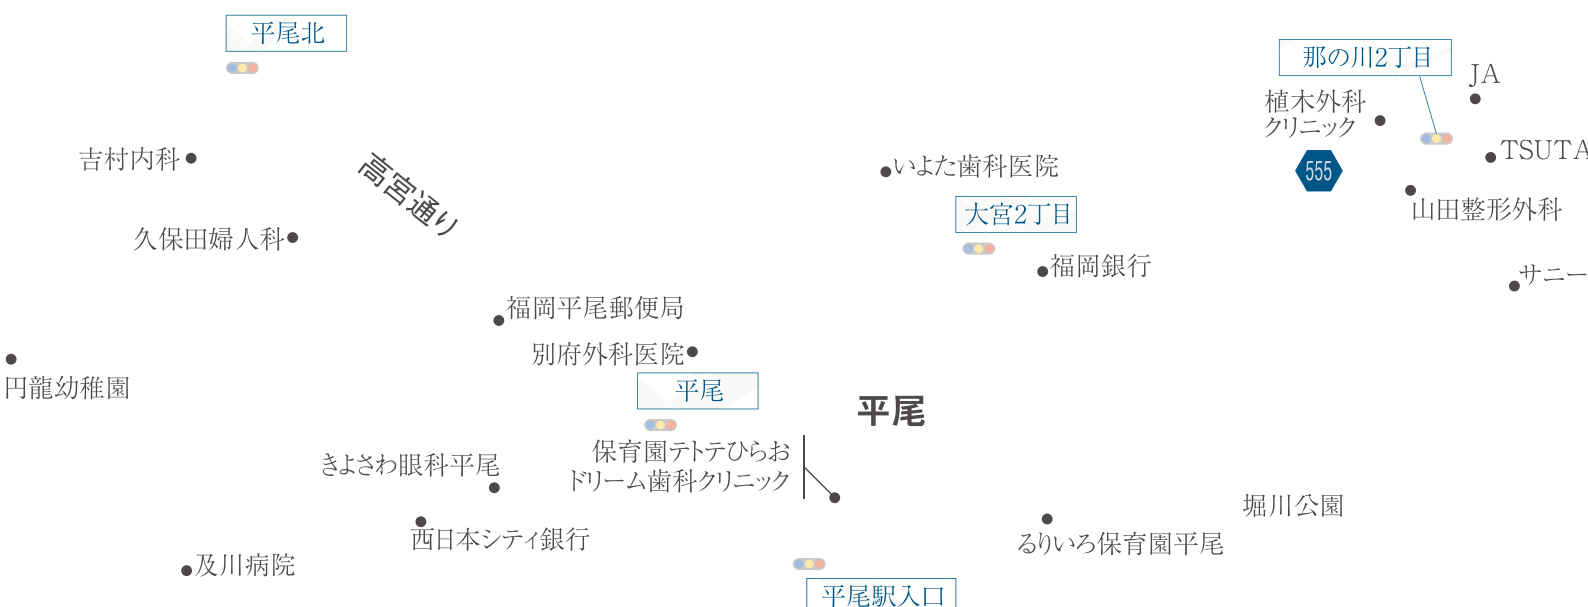 平尾北
那の川2丁目
JA
植木外科
クリニック
TSUTA
吉村内科
高宮通り
いよた歯科医院
555
大宮2丁目
山田整形外科
久保田婦人科
福岡銀行
サニー
福岡平尾郵便局
別府外科医院
円龍幼稚園
平尾
平尾
保育園テトテひらお
ドリーム歯科クリニック
きよさわ眼科平尾
堀川公園
西日本シティ銀行
るりいろ保育園平尾
及川病院
平尾駅入口